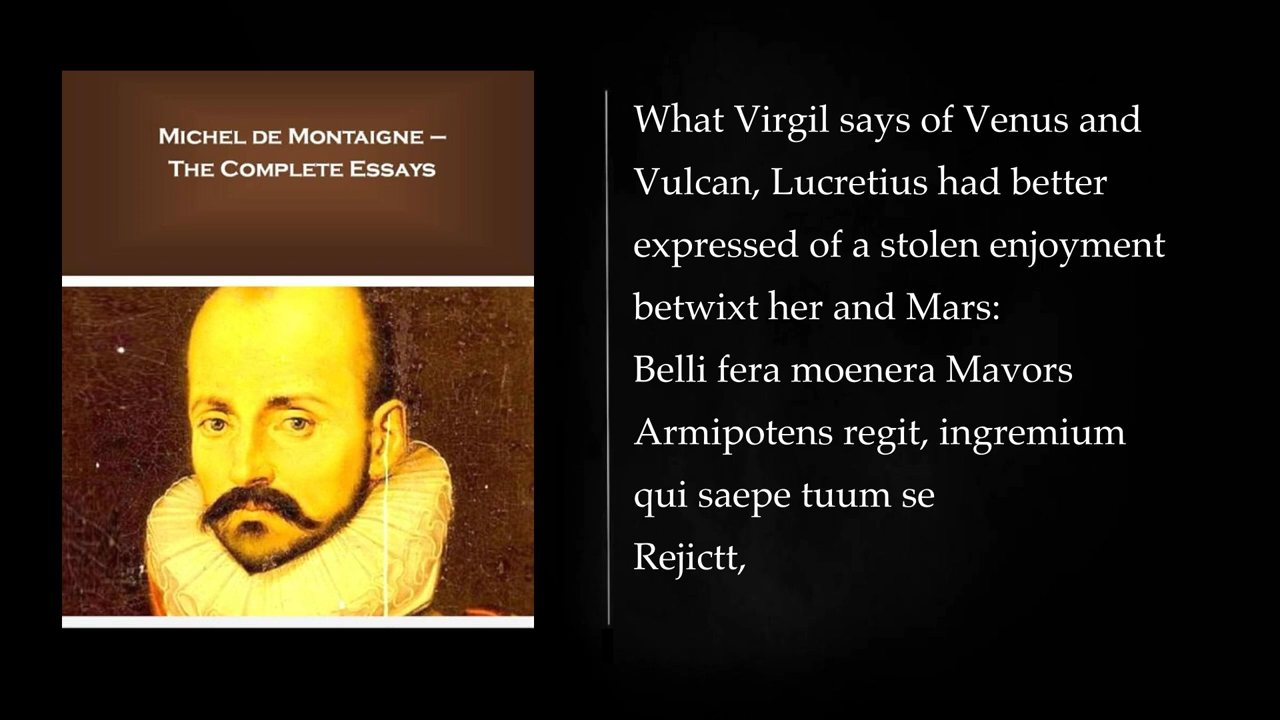 MICHEL DE MONTAIGNE –
THE COMPLETE ESSAYS
What Virgil says of Venus and
Vulcan, Lucretius had better
expressed of a stolen enjoyment
betwixt her and Mars:
Belli fera moenera Mavors
Armipotens regit, ingremium
qui saepe tuum se
Rejictt,